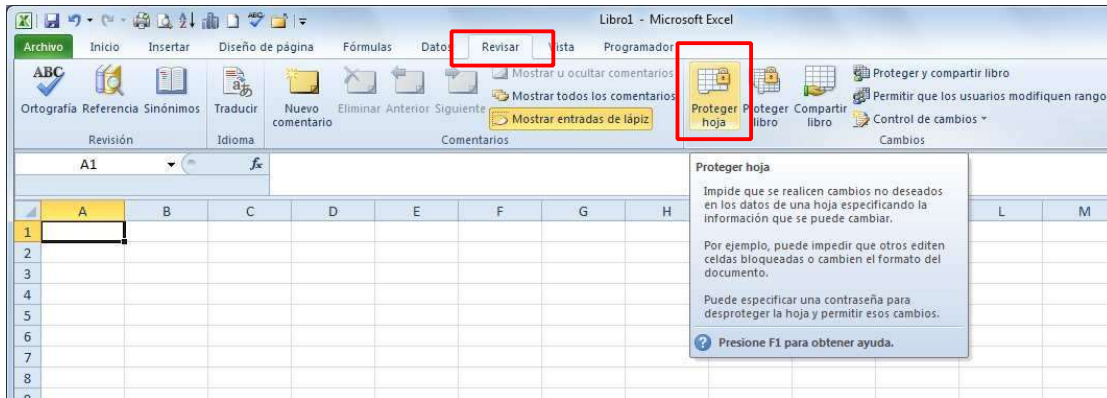 Libro1 - Microsoft Excel
Archivo Inicio Insertar Diseño de página Fórmulas Datos Revisar Vista Programador
ABC Mostrar u ocultar comentarios Proteger y compartir libro
Mostrar todos los comentarios Permitir que los usuarios modifiquen rango
Ortografía Referencia Sinónimos Traducir Nuevo comentario Eliminar Anterior Siguiente Mostrar entradas de lápiz Proteger hoja Proteger libro Compartir libro Control de cambios
Revisión Idioma Comentarios Cambios
A1 fx
A B C D E F G H L M
1
2
3
4
5
6
7
8
Proteger hoja
Impide que se realicen cambios no deseados
en los datos de una hoja especificando la
información que se puede cambiar.
Por ejemplo, puede impedir que otros editen
celdas bloqueadas o cambien el formato del
documento.
Puede especificar una contraseña para
desproteger la hoja y permitir esos cambios.
Presione F1 para obtener ayuda.